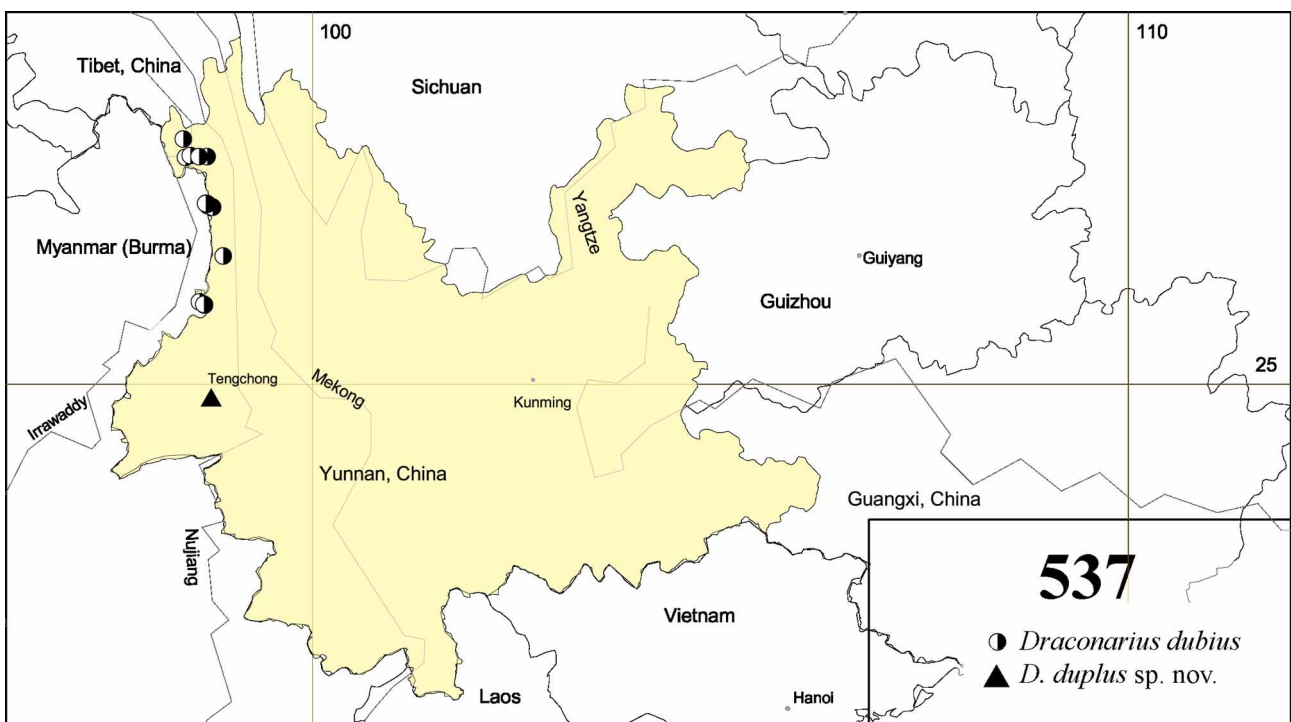 100
110
Tibet, China
Sichuan
Yangtze
Myanmar (Burma)
Guiyang
Guizhou
25
Tengchong
Mekong
Kunming
Irrawaddy
Yunnan, China
Guangxi, China
Nujiang
537
Vietnam
Draconarius dubius
D. duplus sp. nov.
Laos
Hanoi